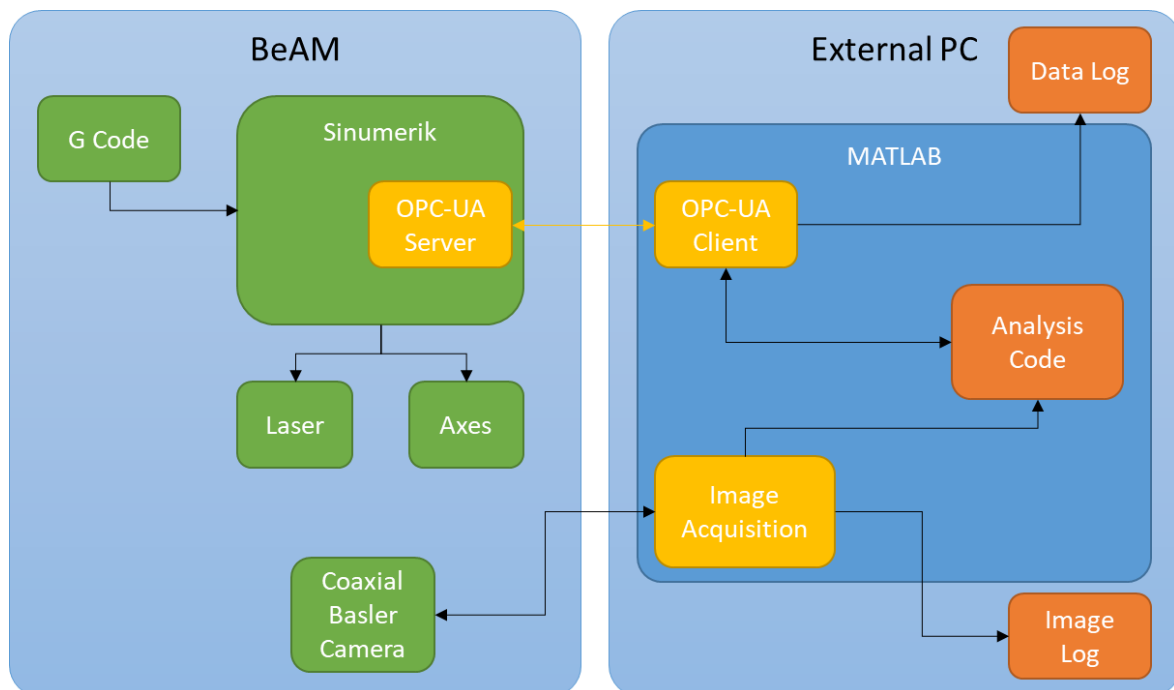 BeAM
G Code
Sinumerik
OPC-UA
Server
Laser
Axes
Coaxial
Basler
Camera
External PC
Data Log
MATLAB
OPC-UA
Client
Analysis
Code
Image
Acquisition
Image
Log